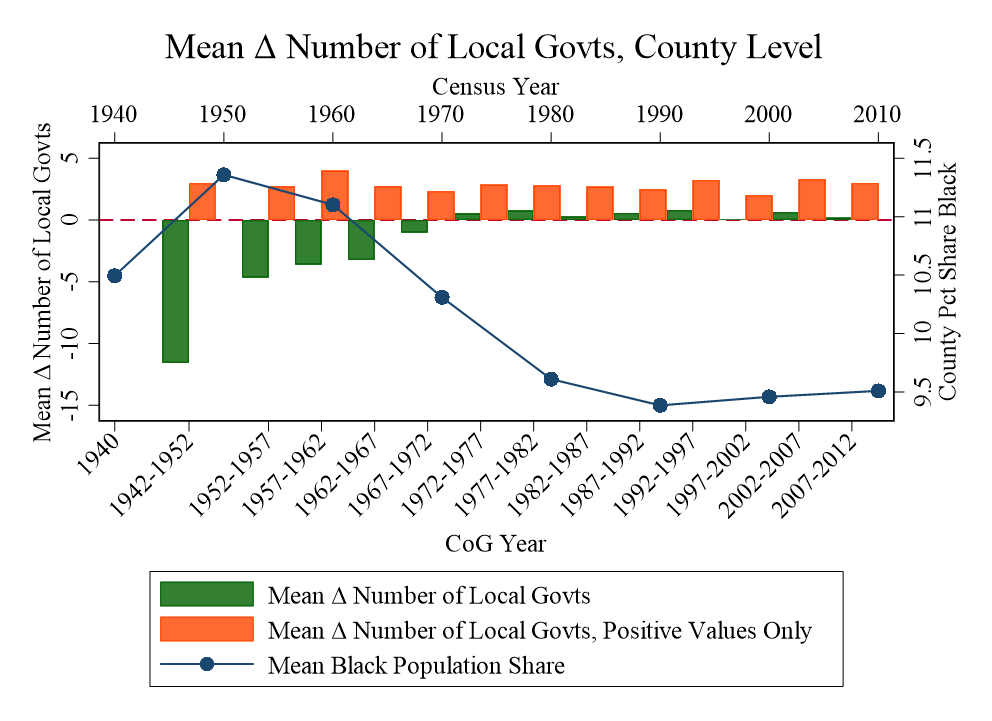 Mean Δ Number of Local Govts, County Level
Census Year
1940 1950 1960 1970 1980 1990 2000 2010
Mean Δ Number of Local Govts
5
0
-5
-10
-15
11.5
11
10.5
10
9.5
County Pct Share Black
1940 1942-1952 1952-1957 1957-1962 1962-1967 1967-1972 1972-1977 1977-1982 1982-1987 1987-1992 1992-1997 1997-2002 2002-2007 2007-2012
CoG Year
Mean Δ Number of Local Govts
Mean Δ Number of Local Govts, Positive Values Only
Mean Black Population Share